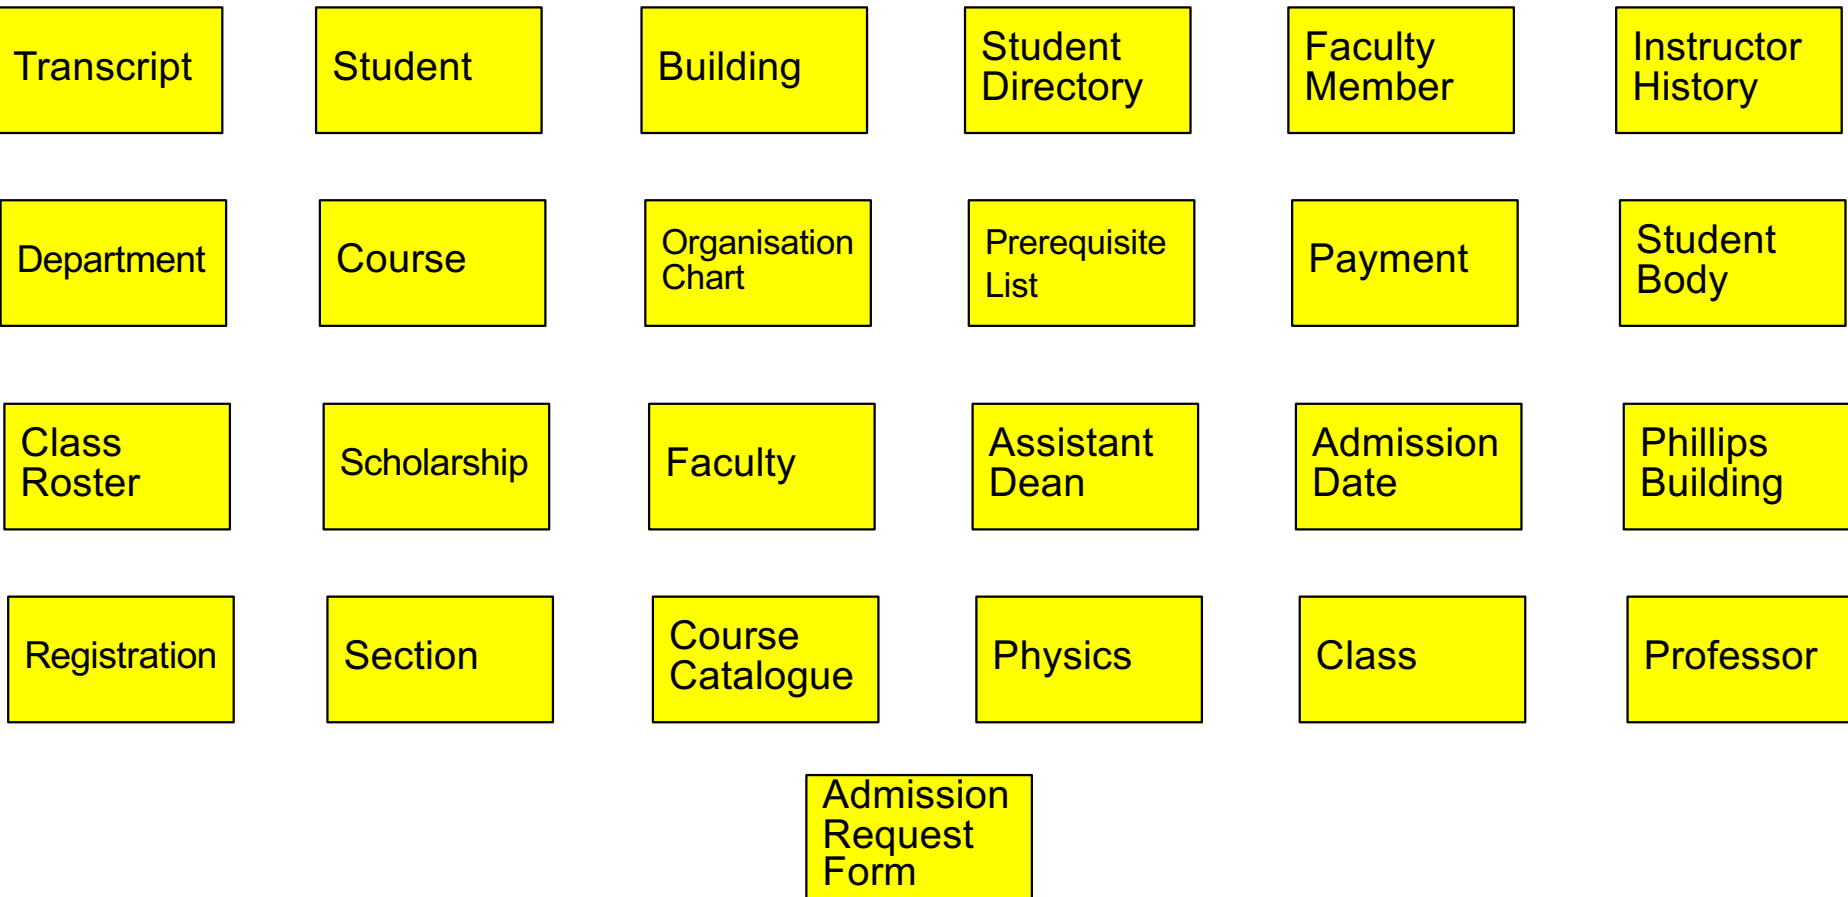 Transcript
Student
Building
Student
Directory
Faculty
Member
Instructor
History
Department
Course
Organisation
Chart
Prerequisite
List
Payment
Student
Body
Class
Roster
Scholarship
Faculty
Assistant
Dean
Admission
Date
Phillips
Building
Registration
Section
Course
Catalogue
Physics
Class
Professor
Admission
Request
Form